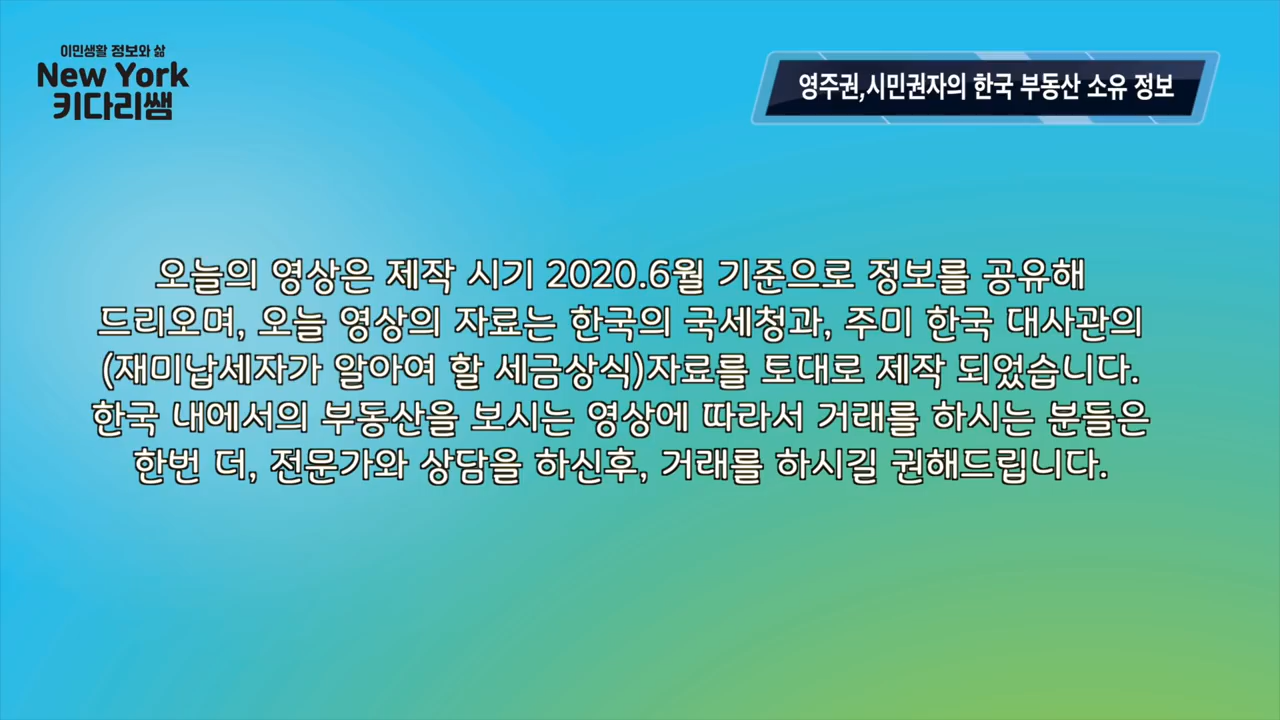 이민생활 정보와 삶
New York
키다리쌤
영주권,시민권자의 한국 부동산 소유 정보
오늘의 영상은 제작 시기 2020.6월 기준으로 정보를 공유해
드리오며, 오늘 영상의 자료는 한국의 국세청과, 주미 한국 대사관의
(재미납세자가 알아여 할 세금상식)자료를 토대로 제작 되었습니다.
한국 내에서의 부동산을 보시는 영상에 따라서 거래를 하시는 분들은
한번 더, 전문가와 상담을 하신후, 거래를 하시길 권해드립니다.